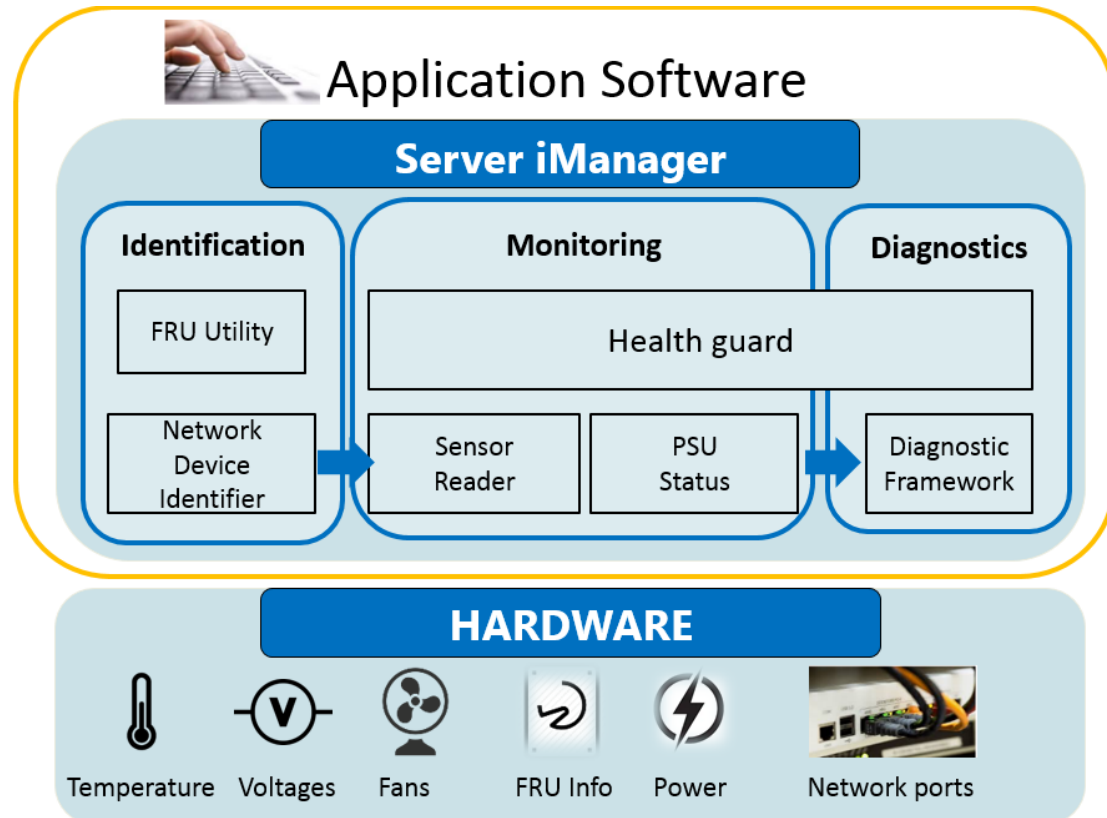 Application Software
Server iManager
Identification
Monitoring
Diagnostics
FRU Utility
Health guard
Network
Device
Identifier
Sensor
Reader
PSU
Status
Diagnostic
Framework
HARDWARE
V
Temperature
Voltages
Fans
FRU Info
Power
Network ports